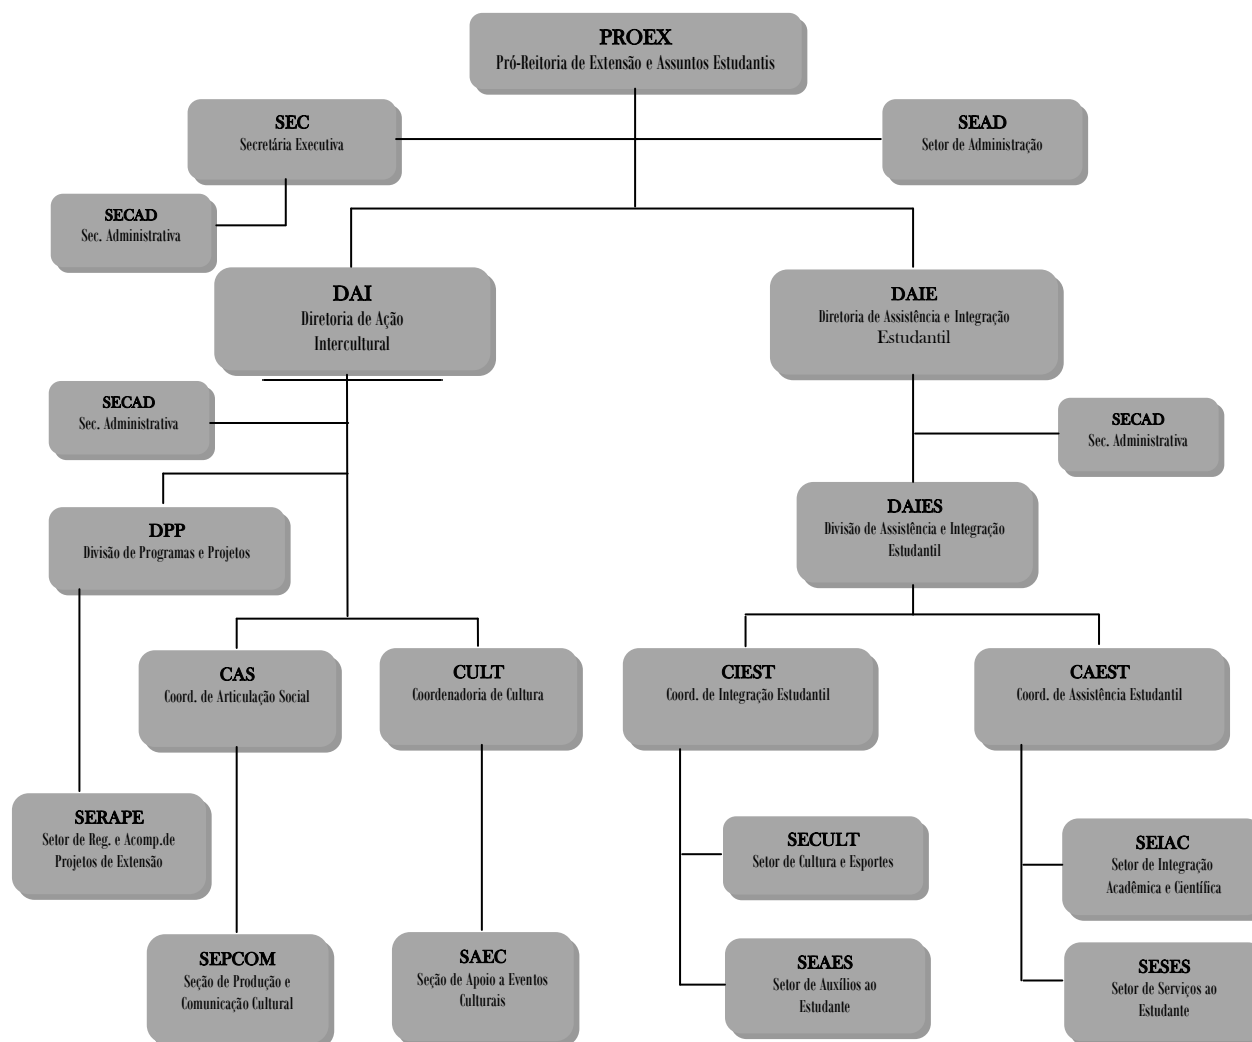 PROEX
Pró-Reitoria de Extensão e Assuntos Estudantis
SEC
Secretária Executiva
SEAD
Setor de Administração
SECAD
Sec. Administrativa
DAI
Diretoria de Ação
Intercultural
DAIE
Diretoria de Assistência e Integração
Estudantil
SECAD
Sec. Administrativa
SECAD
Sec. Administrativa
DPP
Divisão de Programas e Projetos
DAIES
Divisão de Assistência e Integração
Estudantil
CAS
Coord. de Articulação Social
CULT
Coordenadoria de Cultura
CIEST
Coord. de Integração Estudantil
CAEST
Coord. de Assistência Estudantil
SERAPE
Setor de Reg. e Acomp.de
Projetos de Extensão
SECULT
Setor de Cultura e Esportes
SEIAC
Setor de Integração
Acadêmica e Científica
SEPCOM
Seção de Produção e
Comunicação Cultural
SAEC
Seção de Apoio a Eventos
Culturais
SEAES
Setor de Auxílios ao
Estudante
SESES
Setor de Serviços ao
Estudante